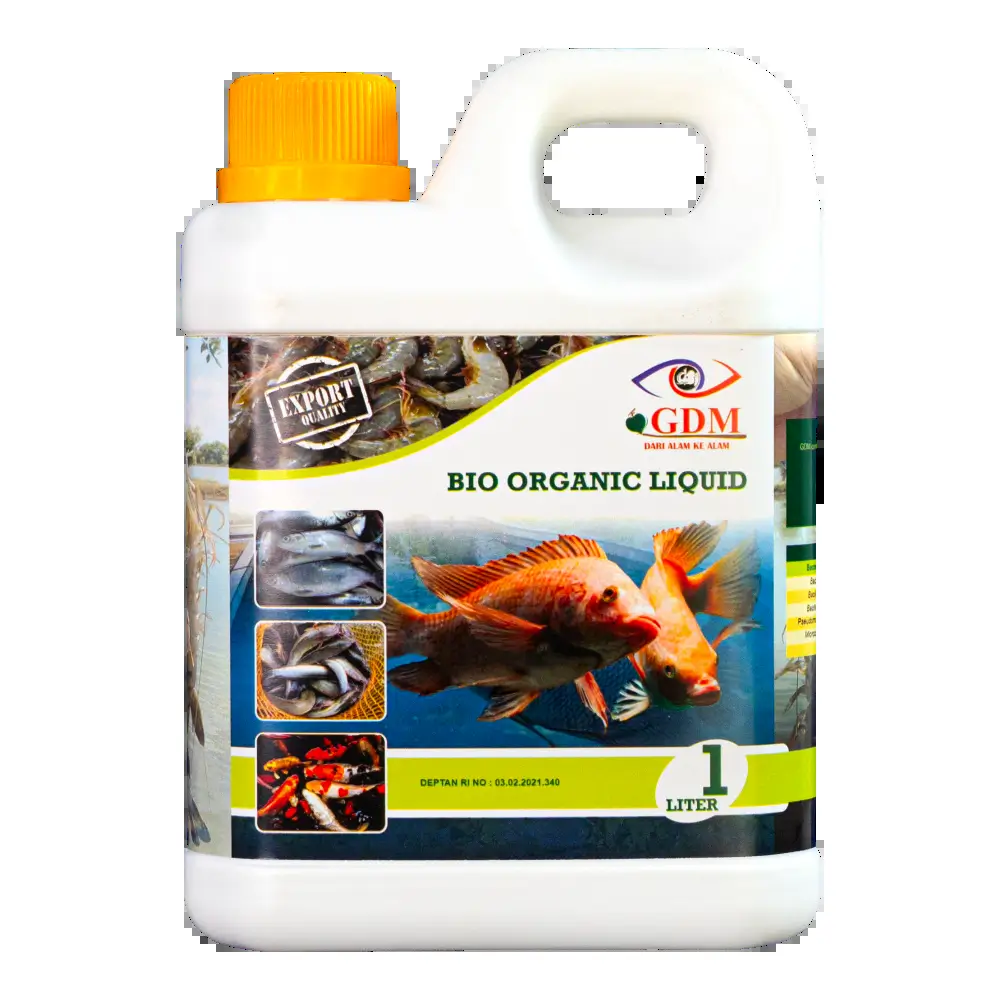 EXPORT
QUALITY
GDM
DARI ALAM KE ALAM
BIO ORGANIC LIQUID
DEPTAN RI NO : 03.02.2021.340
1
LITER
GDM